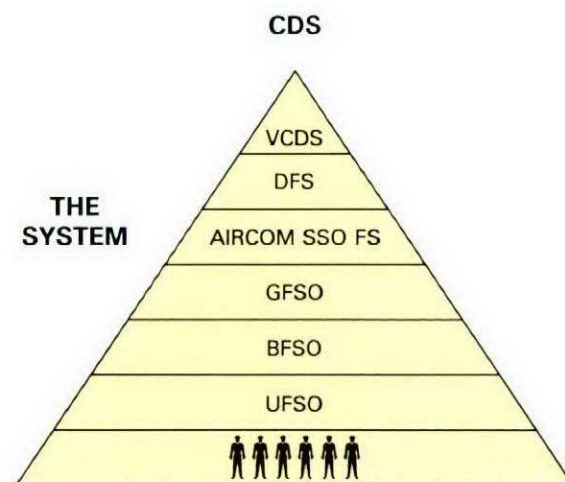 CDS
VCDS
DFS
THE
SYSTEM
AIRCOM SSO FS
GFSO
BFSO
UFSO